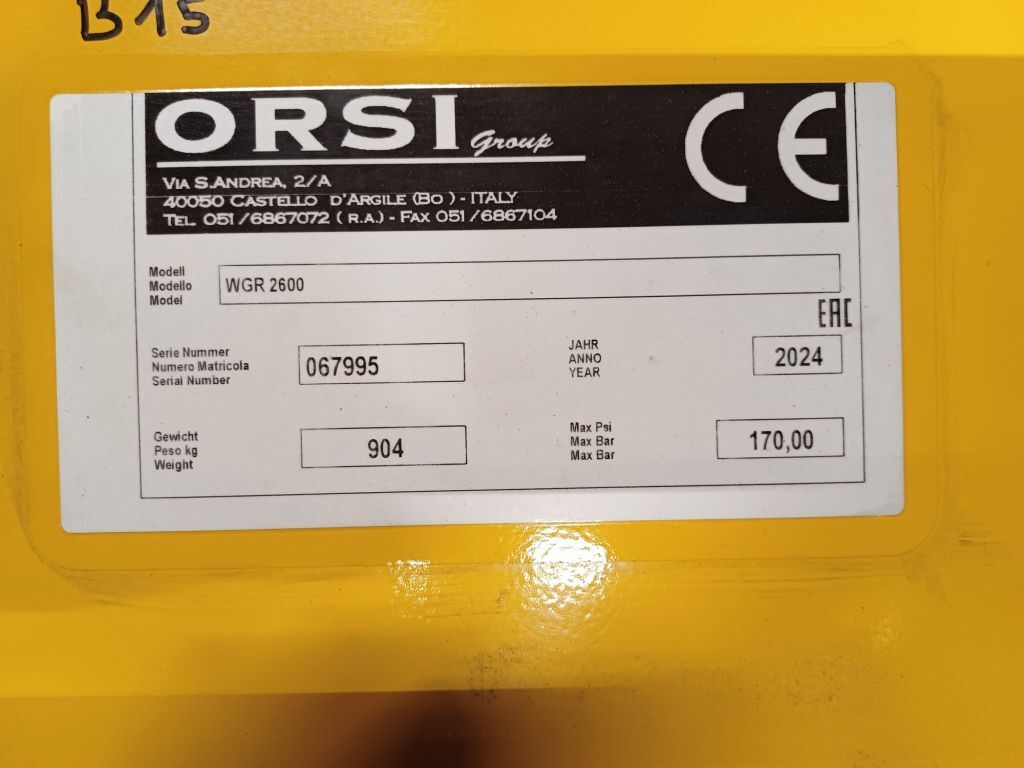 B15
ORSI Group
CE
VIA S.ANDREA, 2/A
40050 CASTELLO D'ARGILE (BO) - ITALY
TEL. 051/6867072 (R.A.) - FAX 051/6867104
Modell
Modello
Model
WGR 2600
EAC
Serie Nummer
Numero Matricola
Serial Number
067995
JAHR
ANNO
YEAR
2024
Gewicht
Peso kg
Weight
904
Max Psi
Max Bar
Max Bar
170,00